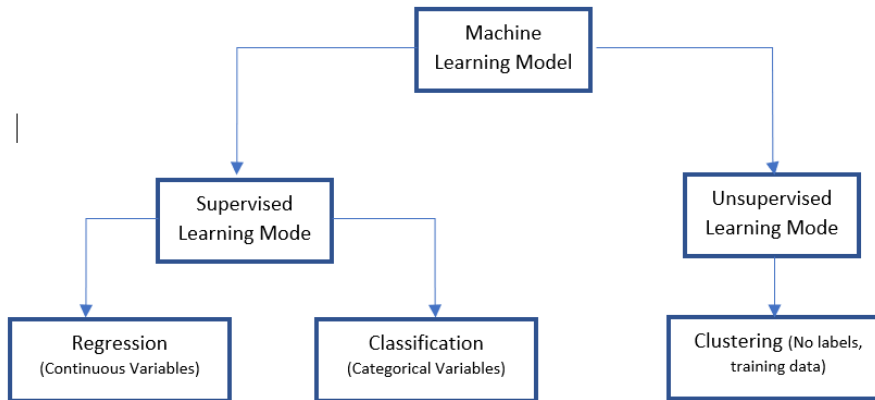 Machine
Learning Model
Supervised
Learning Mode
Unsupervised
Learning Mode
Regression
(Continuous Variables)
Classification
(Categorical Variables)
Clustering (No labels,
training data)